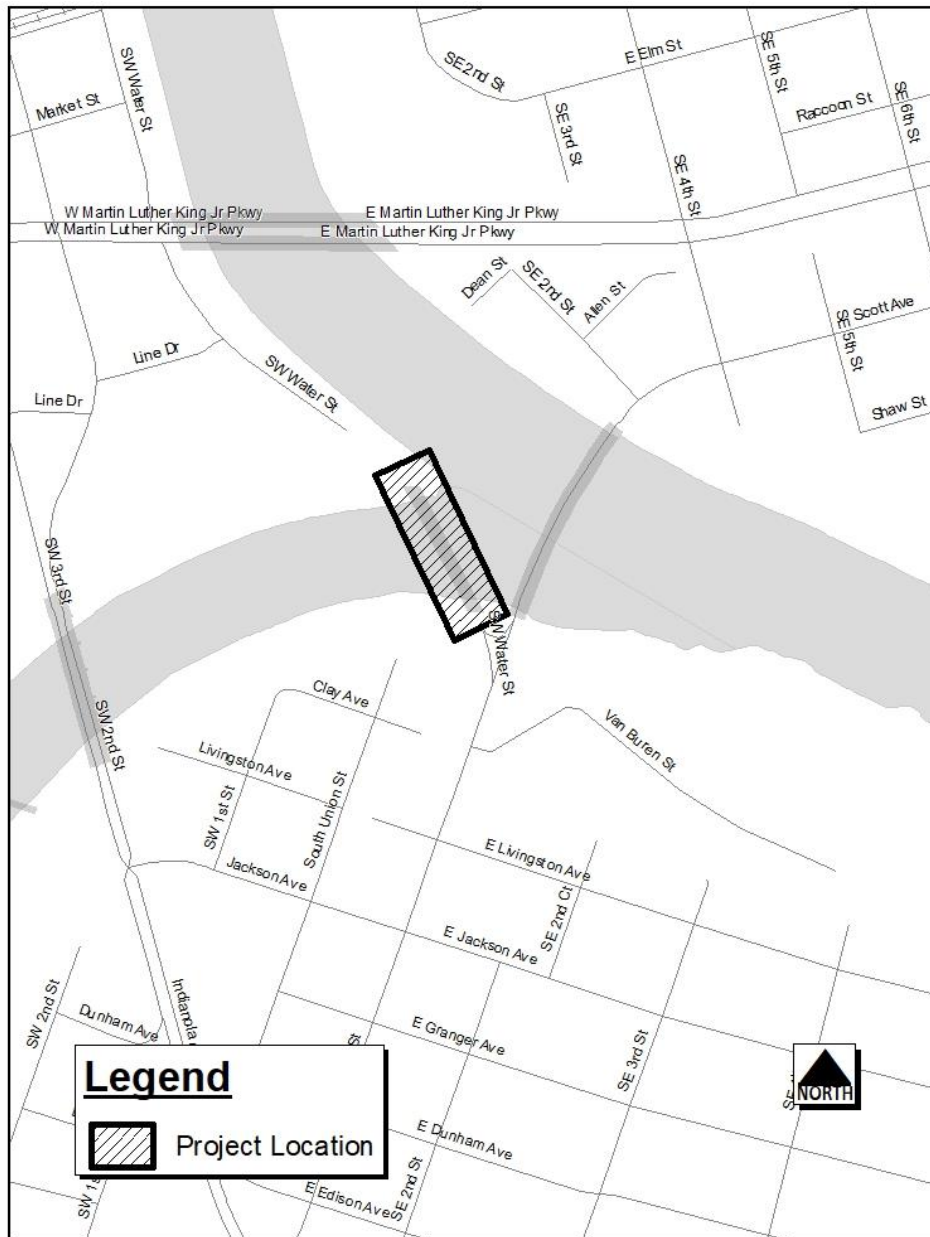 SW Water St
Market St
SE 2nd St
E Elm St
SE 5th St
SE 3rd St
Raccoon St
SE 6th St
SE 4th St
W Martin Luther King Jr Pkwy
E Martin Luther King Jr Pkwy
W Martin Luther King Jr Pkwy
E Martin Luther King Jr Pkwy
Dean St
SE 2nd St
Allen St
SE 5th St
E Scott Ave
Line Dr
SW Water St
Line Dr
Shaw St
SW 3rd St
SW Water St
SW 2nd St
Clay Ave
Van Buren St
Livingston Ave
SW 1st St
South Union St
E Livingston Ave
Jackson Ave
SE 2nd Ct
E Jackson Ave
SW 2nd St
Indianola
Dunham Ave
St
E Granger Ave
SE 3rd St
SE
NORTH
Legend
Project Location
E Dunham Ave
SW 1s
E Edison Ave
SE 2nd St